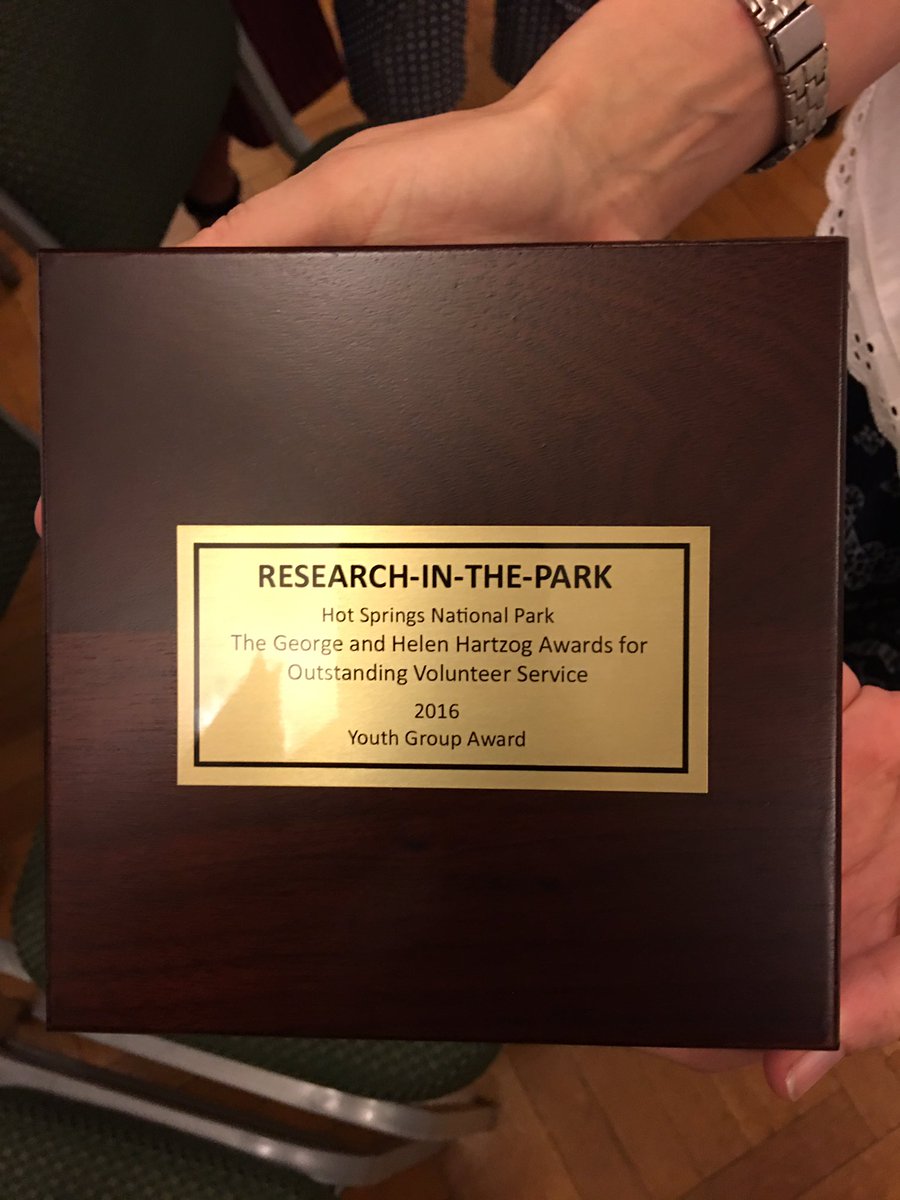 RESEARCH-IN-THE-PARK
Hot Springs National Park
The George and Helen Hartzog Awards for
Outstanding Volunteer Service
2016
Youth Group Award